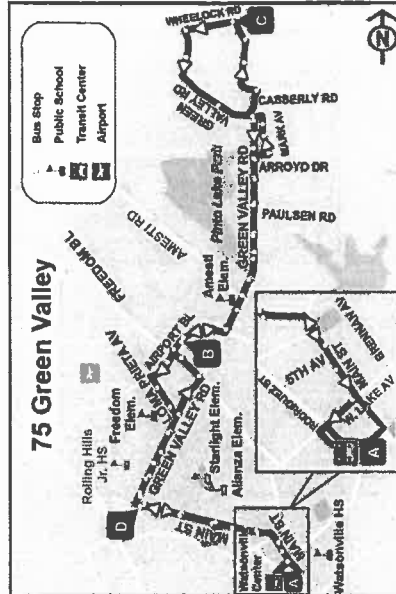 75 Green Valley
Bus Stop
Public School
Transit Center
Airport
N
WHEELOCK RD
C
GREEN
VALLEY RD
CASSERLY RD
MARK AV
ARROYO DR
PAULSEN RD
Pinto Lake Park
GREEN VALLEY RD
AMESTI RD
FREEDOM BL
Amesti
Elem.
AIRPORT BL
B
LOMA PRIETA AV
Freedom
Elem.
Rolling Hills
Jr. HS
GREEN VALLEY RD
Starlight Elem.
Alianza Elem.
D
MAIN ST
Watsonville
Center
A
MAIN ST
Watsonville HS
RODRIGUEZ ST
5TH AV
MAIN ST
BRENNAN AV
W. LAKE AV
A